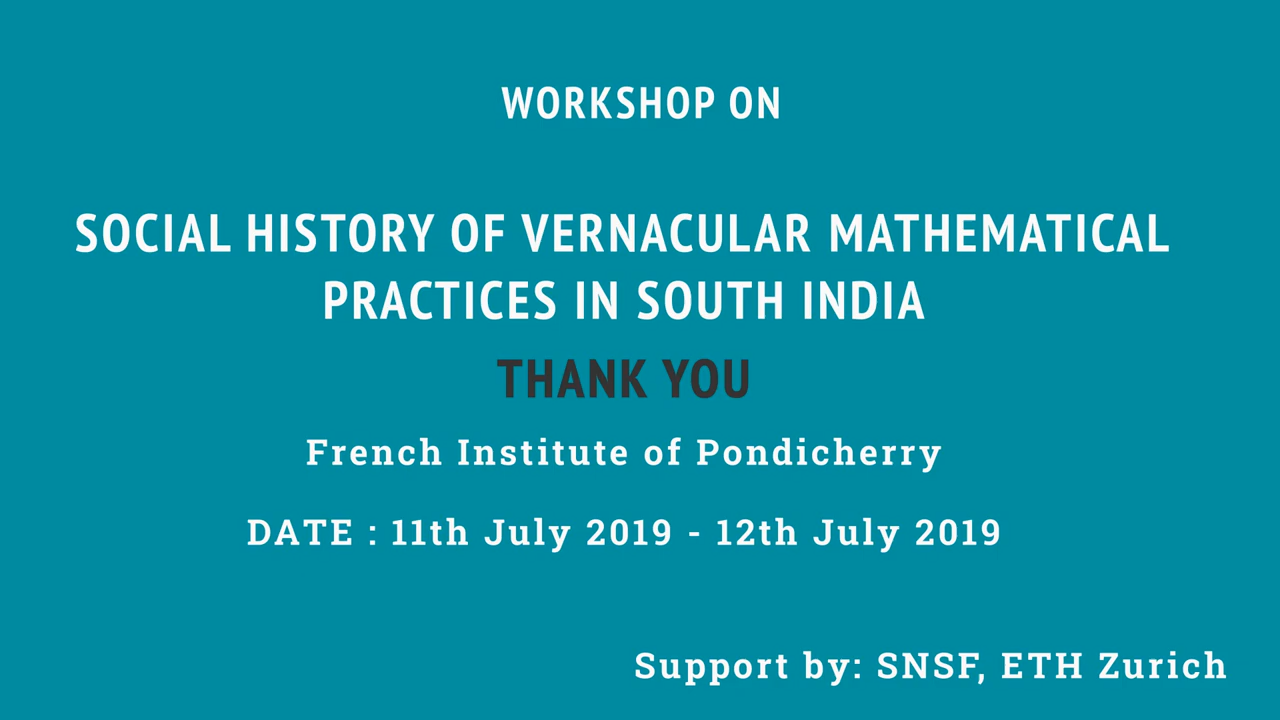 WORKSHOP ON
SOCIAL HISTORY OF VERNACULAR MATHEMATICAL
PRACTICES IN SOUTH INDIA
THANK YOU
French Institute of Pondicherry
DATE : 11th July 2019 - 12th July 2019
Support by: SNSF, ETH Zurich